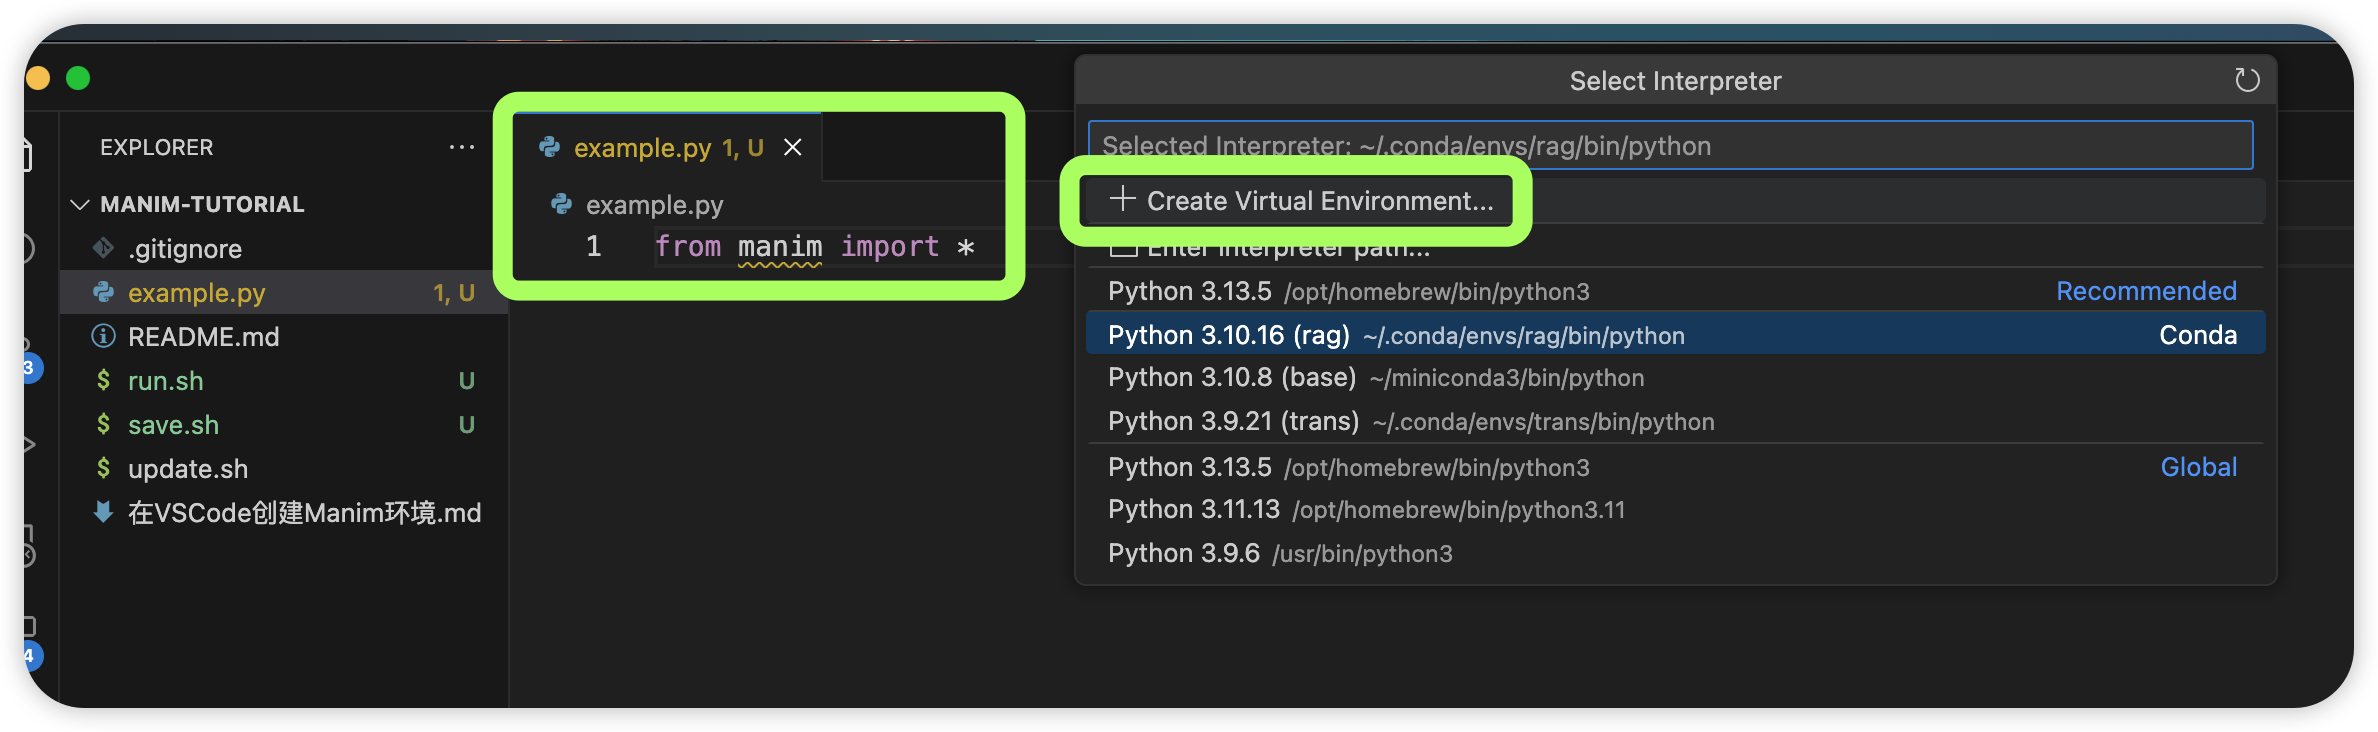 EXPLORER
MANIM-TUTORIAL
.gitignore
example.py 1, U
README.md
run.sh U
save.sh U
update.sh
在VSCode创建Manim环境.md
3
4
example.py 1, U
example.py
1 from manim import *
Select Interpreter
Selected Interpreter: ~/.conda/envs/rag/bin/python
Create Virtual Environment...
Enter interpreter path...
Python 3.13.5 /opt/homebrew/bin/python3 Recommended
Python 3.10.16 (rag) ~/.conda/envs/rag/bin/python Conda
Python 3.10.8 (base) ~/miniconda3/bin/python
Python 3.9.21 (trans) ~/.conda/envs/trans/bin/python
Python 3.13.5 /opt/homebrew/bin/python3 Global
Python 3.11.13 /opt/homebrew/bin/python3.11
Python 3.9.6 /usr/bin/python3